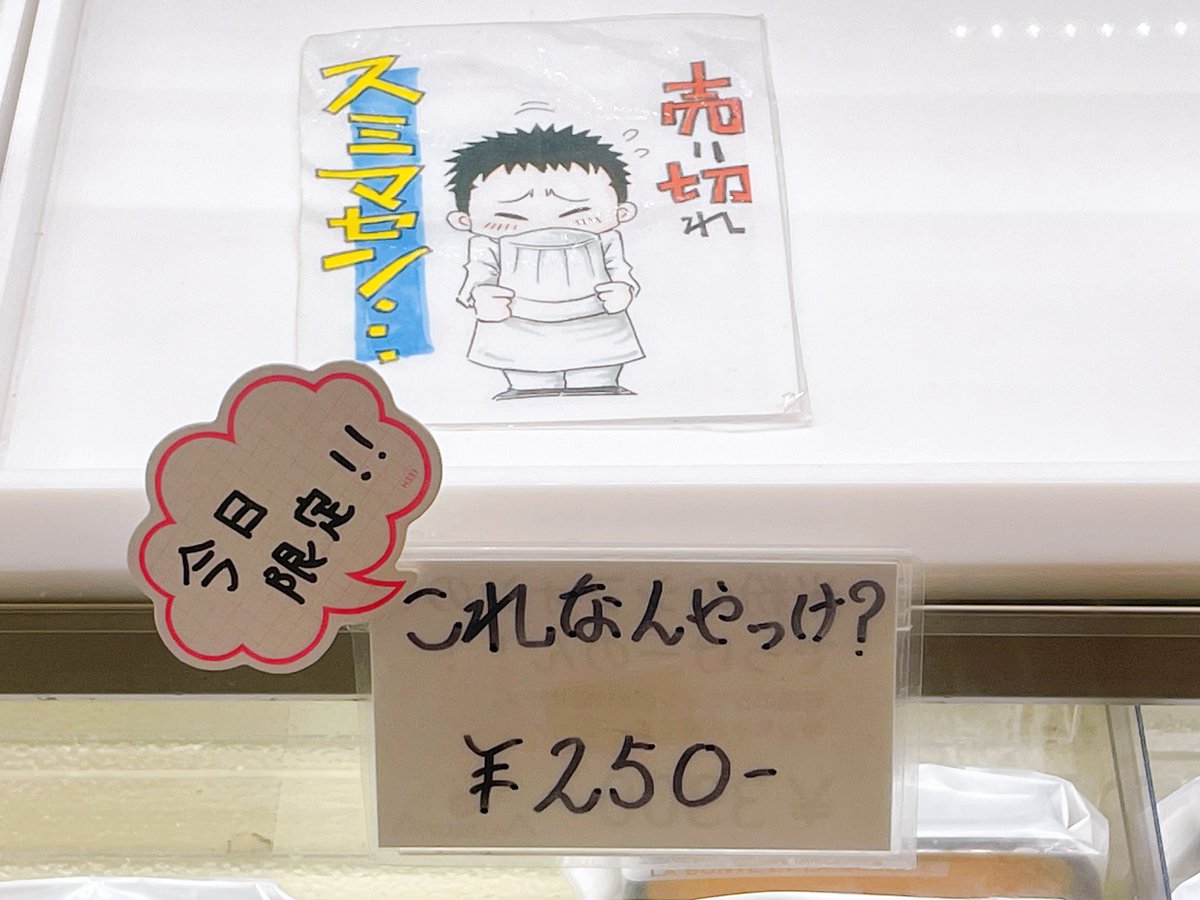 売り切れ
スミマセン…
今日
限定!!
これなんやっけ?
¥250-